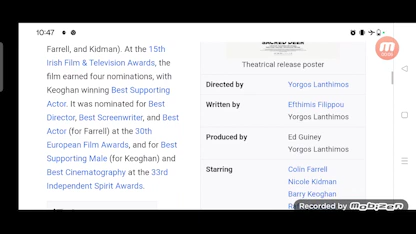 10:47
Farrell, and Kidman). At the 15th
Irish Film & Television Awards, the
film earned four nominations, with
Keoghan winning Best Supporting
Actor. It was nominated for Best
Director, Best Screenwriter, and Best
Actor (for Farrell) at the 30th
European Film Awards, and for Best
Supporting Male (for Keoghan) and
Best Cinematography at the 33rd
Independent Spirit Awards.
SACRED DEER
Theatrical release poster
Directed by Yorgos Lanthimos
Written by Efthimis Filippou
Yorgos Lanthimos
Produced by Ed Guiney
Yorgos Lanthimos
Starring Colin Farrell
Nicole Kidman
Barry Keoghan
Recorded by Mobizen